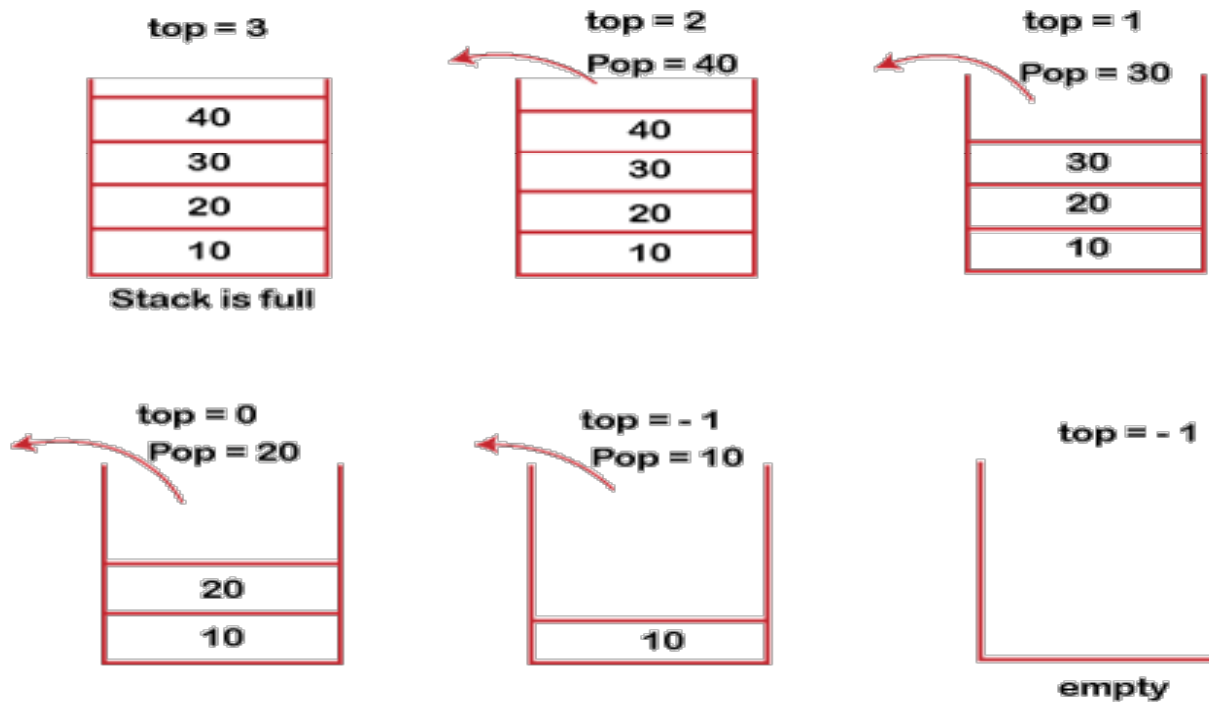 top = 3
40
30
20
10
Stack is full
top = 2
Pop = 40
40
30
20
10
top = 1
Pop = 30
30
20
10
top = 0
Pop = 20
20
10
top = - 1
Pop = 10
10
top = - 1
empty